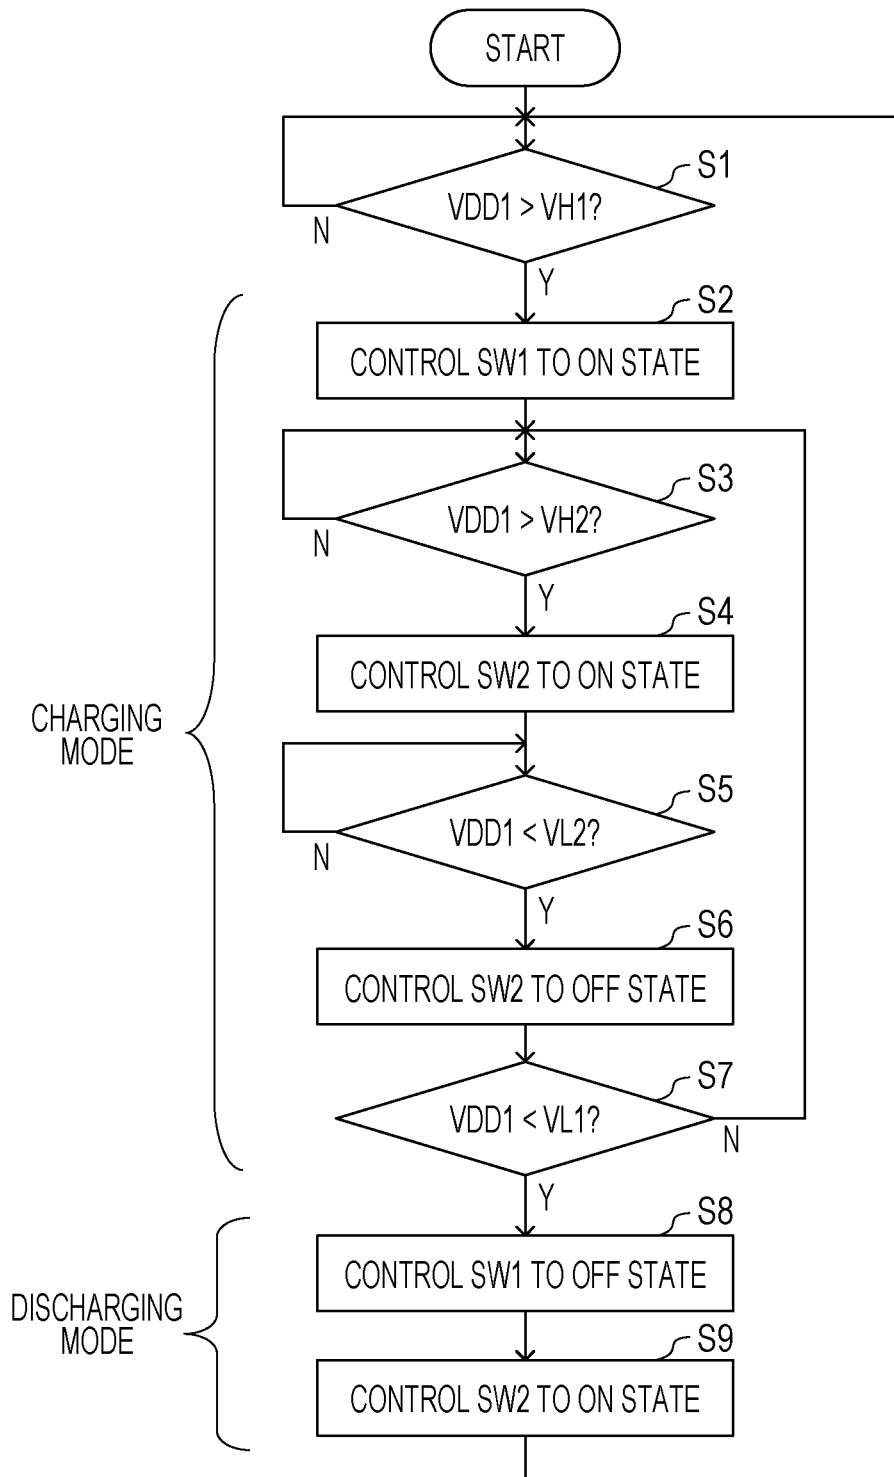 START
S1
VDD1 > VH1?
N
Y
S2
CONTROL SW1 TO ON STATE
S3
VDD1 > VH2?
N
Y
S4
CONTROL SW2 TO ON STATE
CHARGING
MODE
S5
VDD1 < VL2?
N
Y
S6
CONTROL SW2 TO OFF STATE
S7
VDD1 < VL1?
N
Y
S8
CONTROL SW1 TO OFF STATE
DISCHARGING
MODE
S9
CONTROL SW2 TO ON STATE